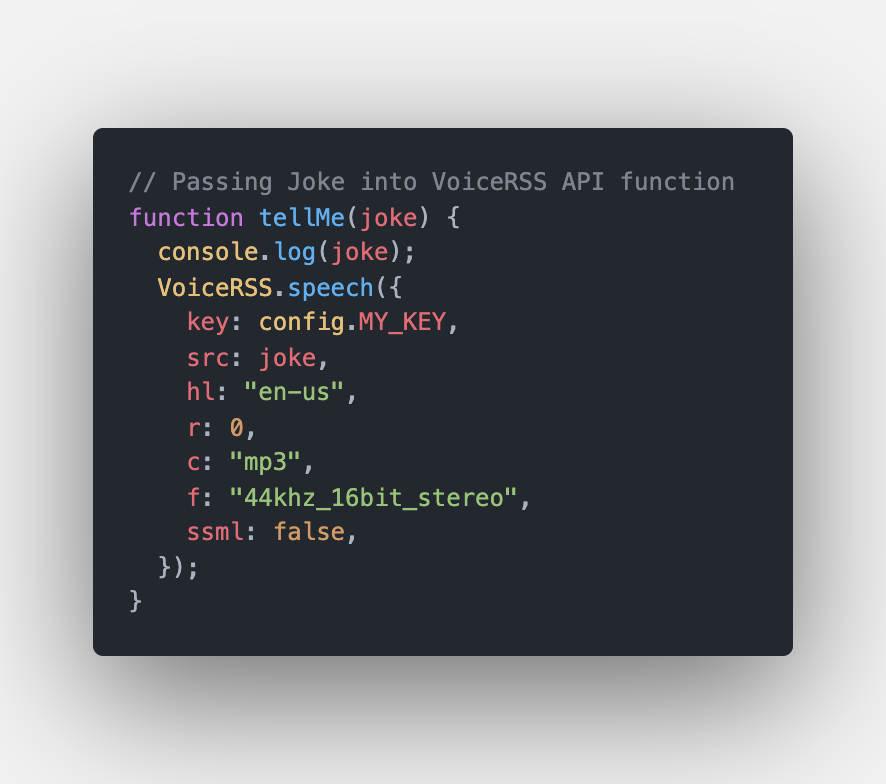 // Passing Joke into VoiceRSS API function
function tellMe(joke) {
  console.log(joke);
  VoiceRSS.speech({
    key: config.MY_KEY,
    src: joke,
    hl: "en-us",
    r: 0,
    c: "mp3",
    f: "44khz_16bit_stereo",
    ssml: false,
  });
}